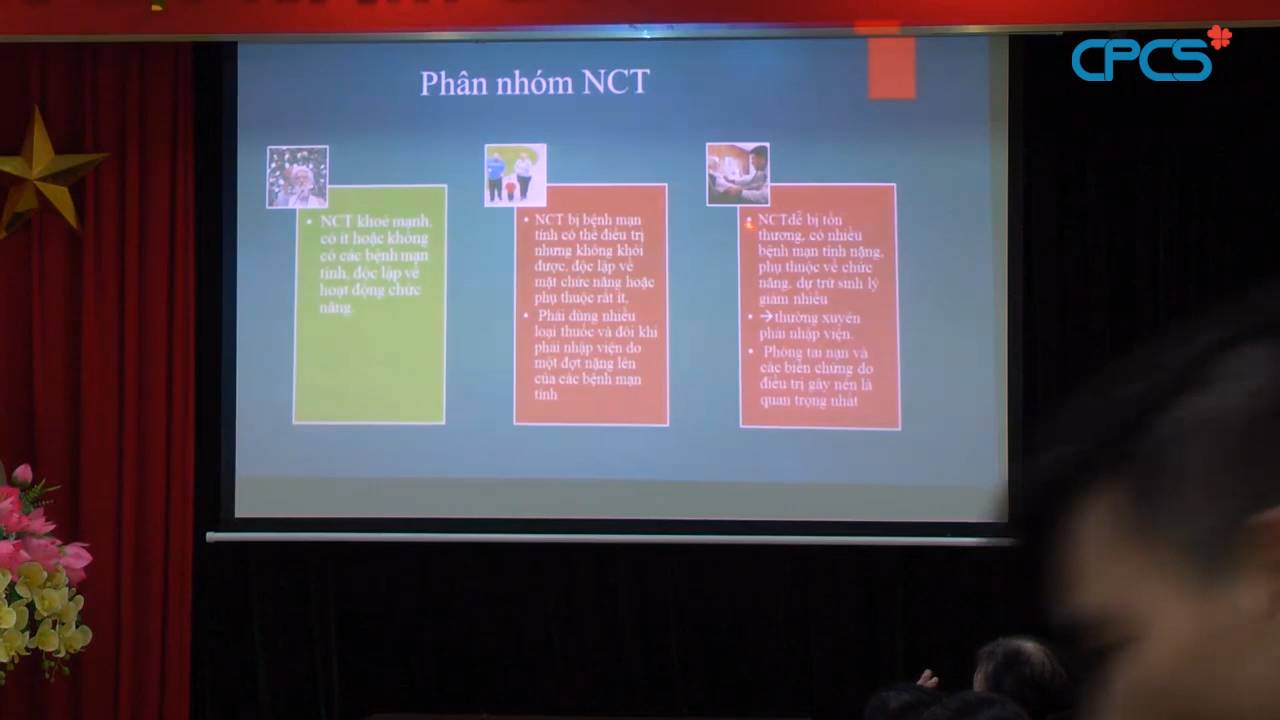 CPCS
Phân nhóm NCT
• NCT khoẻ mạnh,
có ít hoặc không
có các bệnh mạn
tính, độc lập về
hoạt động chức
năng.
• NCT bị bệnh mạn
tính có thể điều trị
nhưng không khỏi
được, độc lập về
mặt chức năng hoặc
phụ thuộc rất ít,
• Phải dùng nhiều
loại thuốc và đôi khi
phải nhập viện do
một đợt nặng lên
của các bệnh mạn
tính
• NCTdễ bị tổn
thương, có nhiều
bệnh mạn tính nặng,
phụ thuộc về chức
năng, dự trữ sinh lý
giảm nhiều
• →thường xuyên
phải nhập viện.
• Phòng tai nạn và
các biến chứng do
điều trị gây nên là
quan trọng nhất